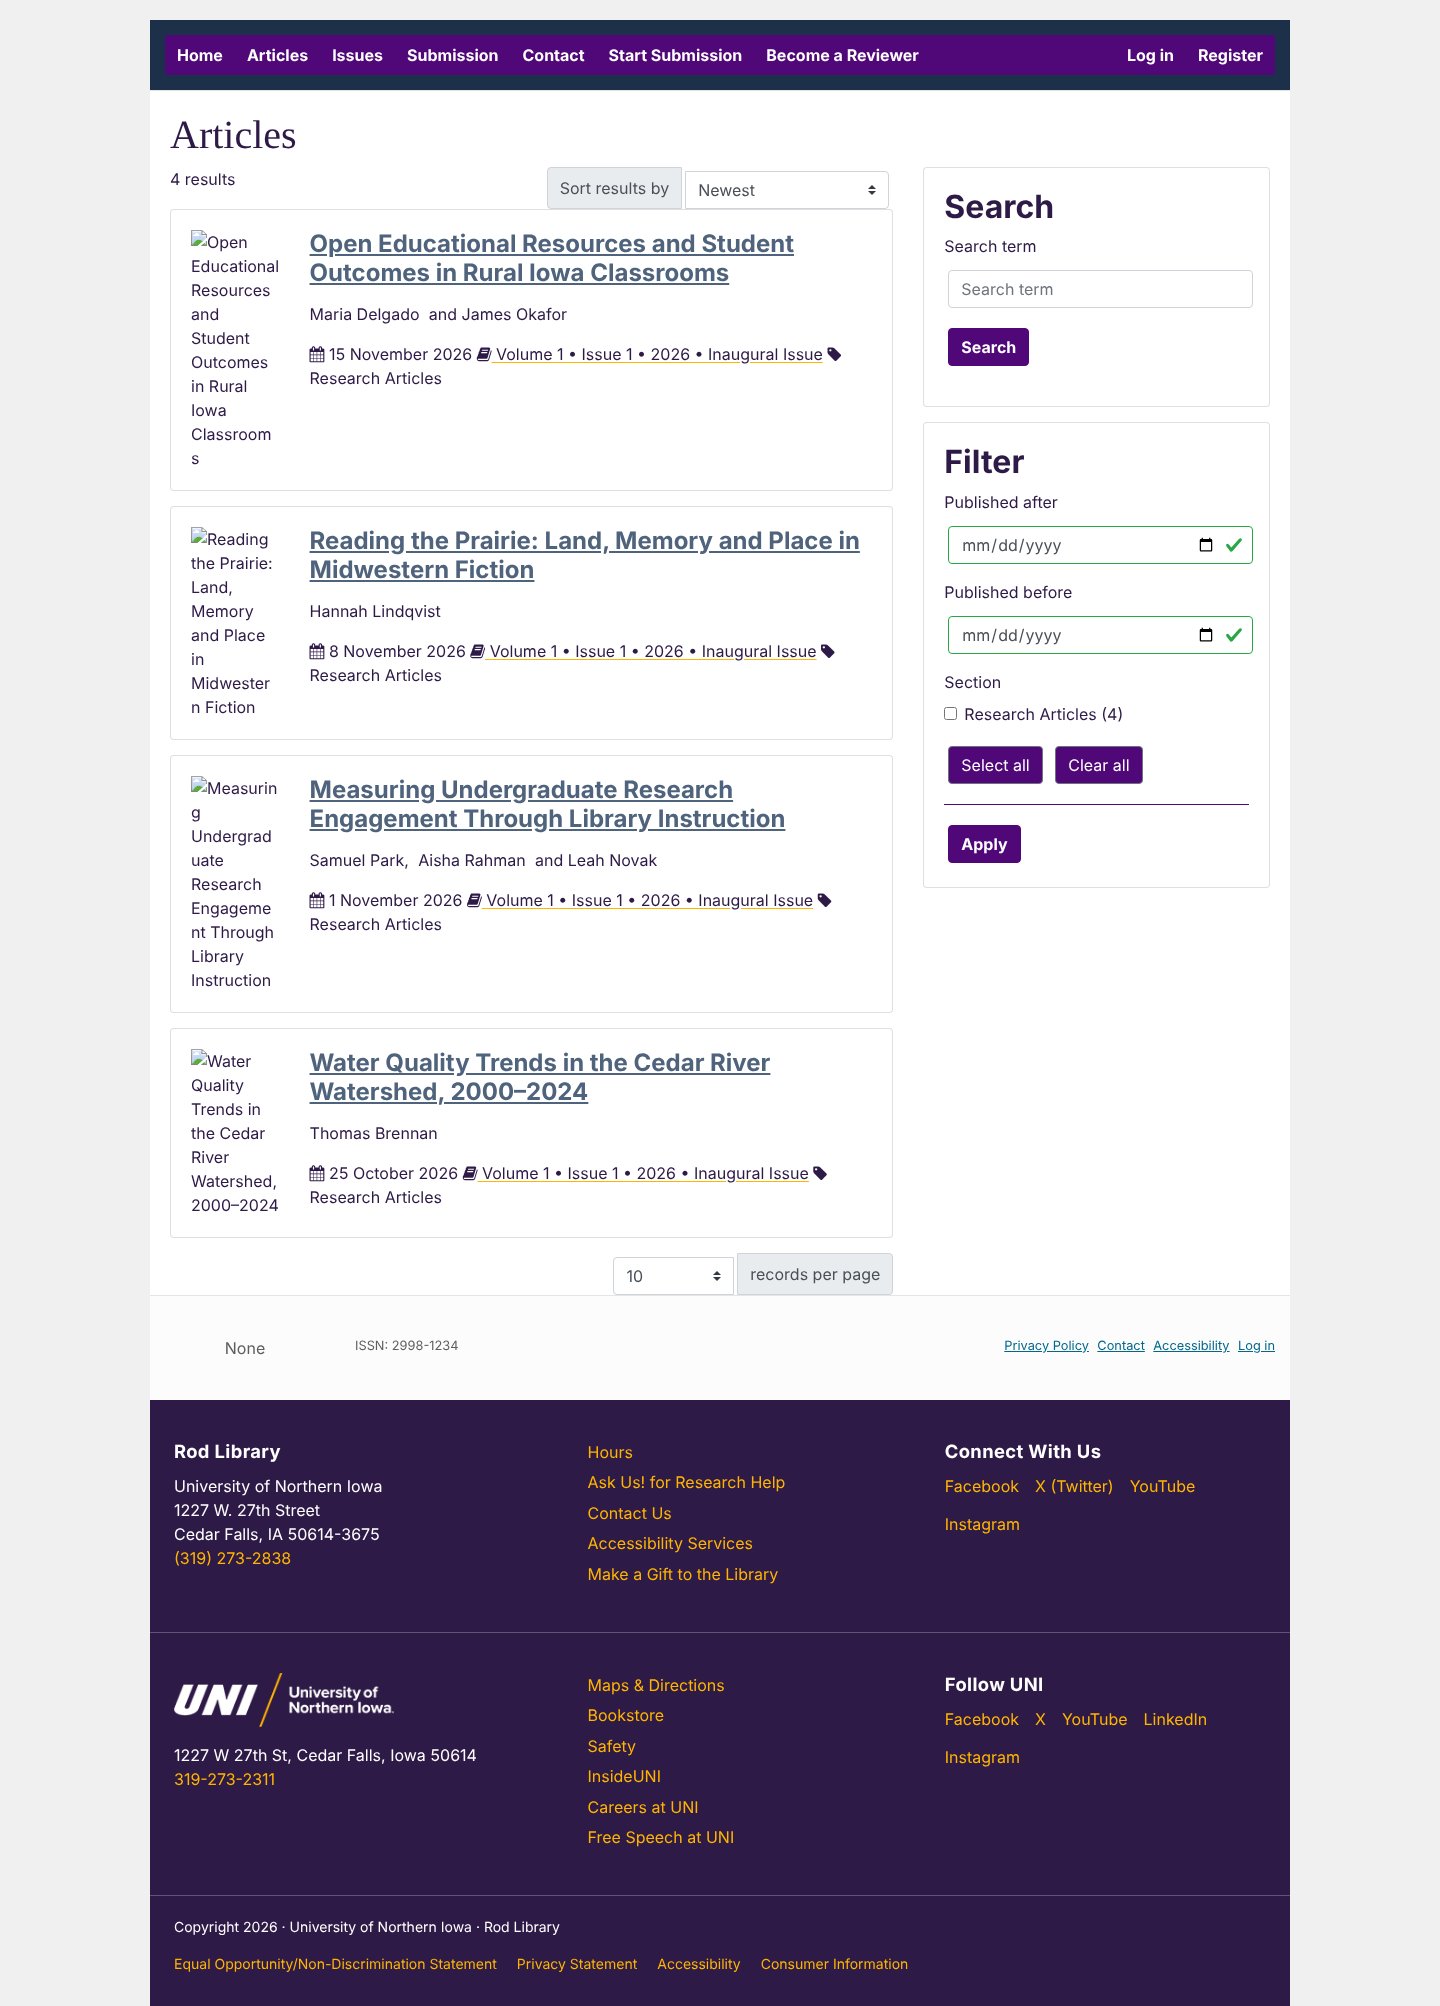 Home Articles Issues Submission Contact Start Submission Become a Reviewer Log in Register
Articles
4 results
Sort results by Newest
Open
Educational
Resources
and
Student
Outcomes
in Rural
Iowa
Classroom
s
Open Educational Resources and Student
Outcomes in Rural Iowa Classrooms
Maria Delgado and James Okafor
15 November 2026 Volume 1 • Issue 1 • 2026 • Inaugural Issue
Research Articles
Reading
the Prairie:
Land,
Memory
and Place
in
Midwester
n Fiction
Reading the Prairie: Land, Memory and Place in
Midwestern Fiction
Hannah Lindqvist
8 November 2026 Volume 1 • Issue 1 • 2026 • Inaugural Issue
Research Articles
Measurin
g
Undergrad
uate
Research
Engageme
nt Through
Library
Instruction
Measuring Undergraduate Research
Engagement Through Library Instruction
Samuel Park, Aisha Rahman and Leah Novak
1 November 2026 Volume 1 • Issue 1 • 2026 • Inaugural Issue
Research Articles
Water
Quality
Trends in
the Cedar
River
Watershed,
2000–2024
Water Quality Trends in the Cedar River
Watershed, 2000–2024
Thomas Brennan
25 October 2026 Volume 1 • Issue 1 • 2026 • Inaugural Issue
Research Articles
10 records per page
Search
Search term
Search term
Search
Filter
Published after
mm/dd/yyyy
Published before
mm/dd/yyyy
Section
Research Articles (4)
Select all Clear all
Apply
None ISSN: 2998-1234 Privacy Policy Contact Accessibility Log in
Rod Library
University of Northern Iowa
1227 W. 27th Street
Cedar Falls, IA 50614-3675
(319) 273-2838
Hours
Ask Us! for Research Help
Contact Us
Accessibility Services
Make a Gift to the Library
Connect With Us
Facebook X (Twitter) YouTube
Instagram
UNI University of
Northern Iowa.
1227 W 27th St, Cedar Falls, Iowa 50614
319-273-2311
Maps & Directions
Bookstore
Safety
InsideUNI
Careers at UNI
Free Speech at UNI
Follow UNI
Facebook X YouTube LinkedIn
Instagram
Copyright 2026 · University of Northern Iowa · Rod Library
Equal Opportunity/Non-Discrimination Statement Privacy Statement Accessibility Consumer Information